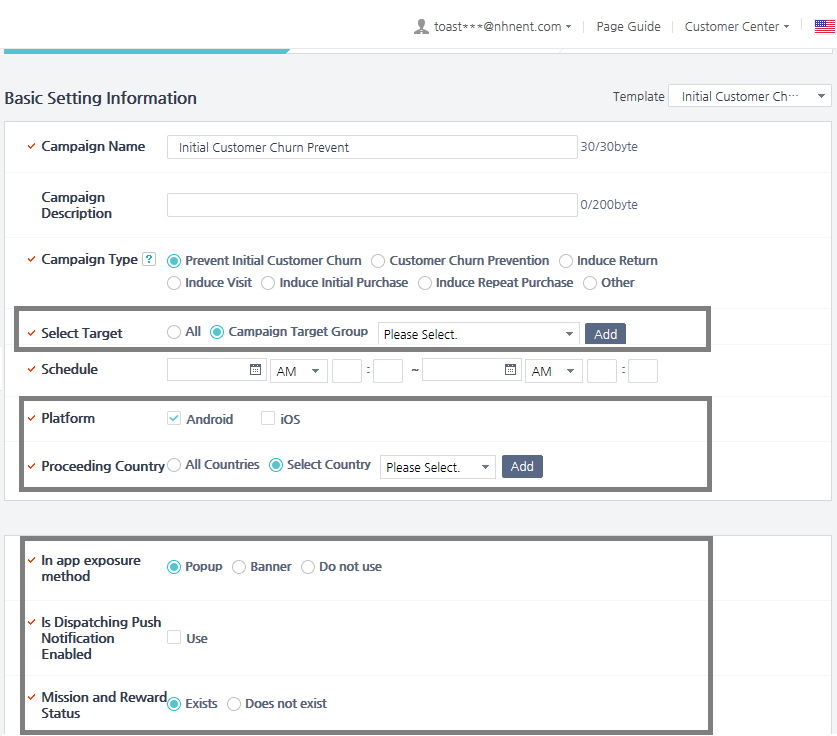 toast***@nhnent.com Page Guide Customer Center
Basic Setting Information
Template Initial Customer Ch···
Campaign Name Initial Customer Churn Prevent 30/30byte
Campaign
Description
0/200byte
Campaign Type ? Prevent Initial Customer Churn Customer Churn Prevention Induce Return
Induce Visit Induce Initial Purchase Induce Repeat Purchase Other
Select Target All Campaign Target Group Please Select. Add
Schedule AM : ~ AM :
Platform Android iOS
Proceeding Country All Countries Select Country Please Select. Add
In app exposure
method
Popup Banner Do not use
Is Dispatching Push
Notification
Enabled
Use
Mission and Reward
Status
Exists Does not exist